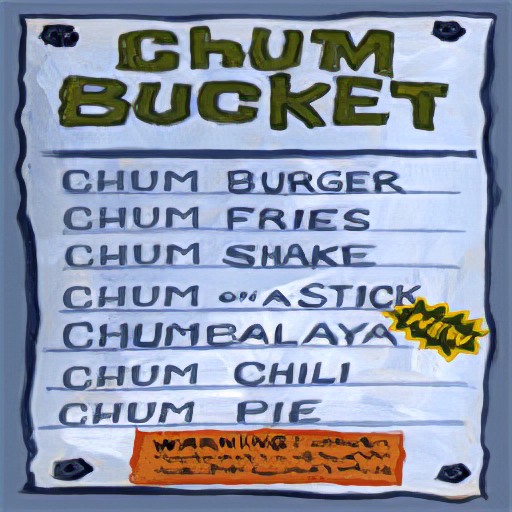 CHUM
BUCKET
CHUM BURGER
CHUM FRIES
CHUM SHAKE
CHUM ON A STICK
CHUMBALAYA
CHUM CHILI
CHUM PIE
WARNING!